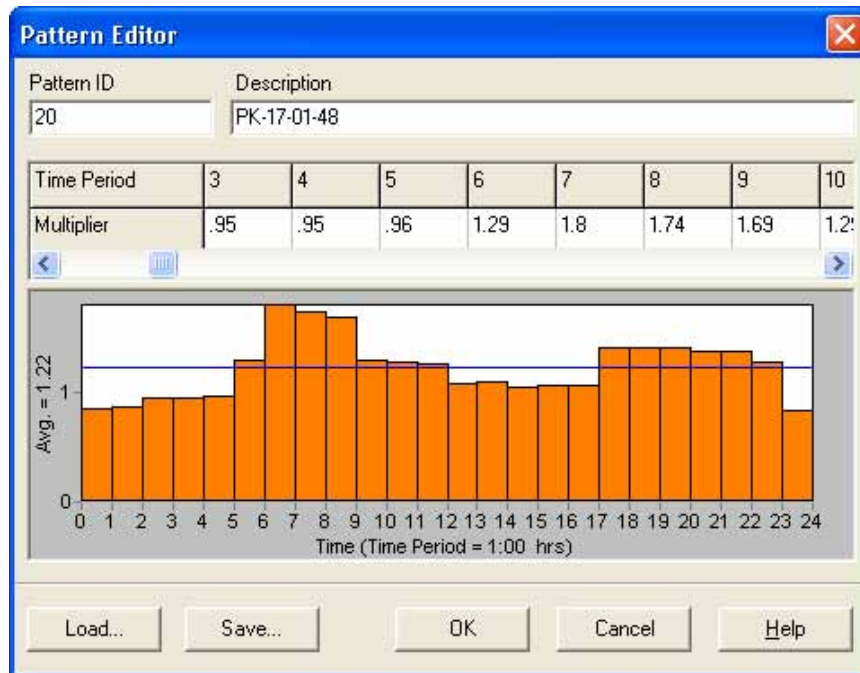 Pattern Editor
Pattern ID Description
20 PK-17-01-48
Time Period 3 4 5 6 7 8 9 10
Multiplier .95 .95 .96 1.29 1.8 1.74 1.69
Avg. = 1.22
1
0
0 1 2 3 4 5 6 7 8 9 10 11 12 13 14 15 16 17 18 19 20 21 22 23 24
Time (Time Period = 1:00 hrs)
Load... Save... OK Cancel Help